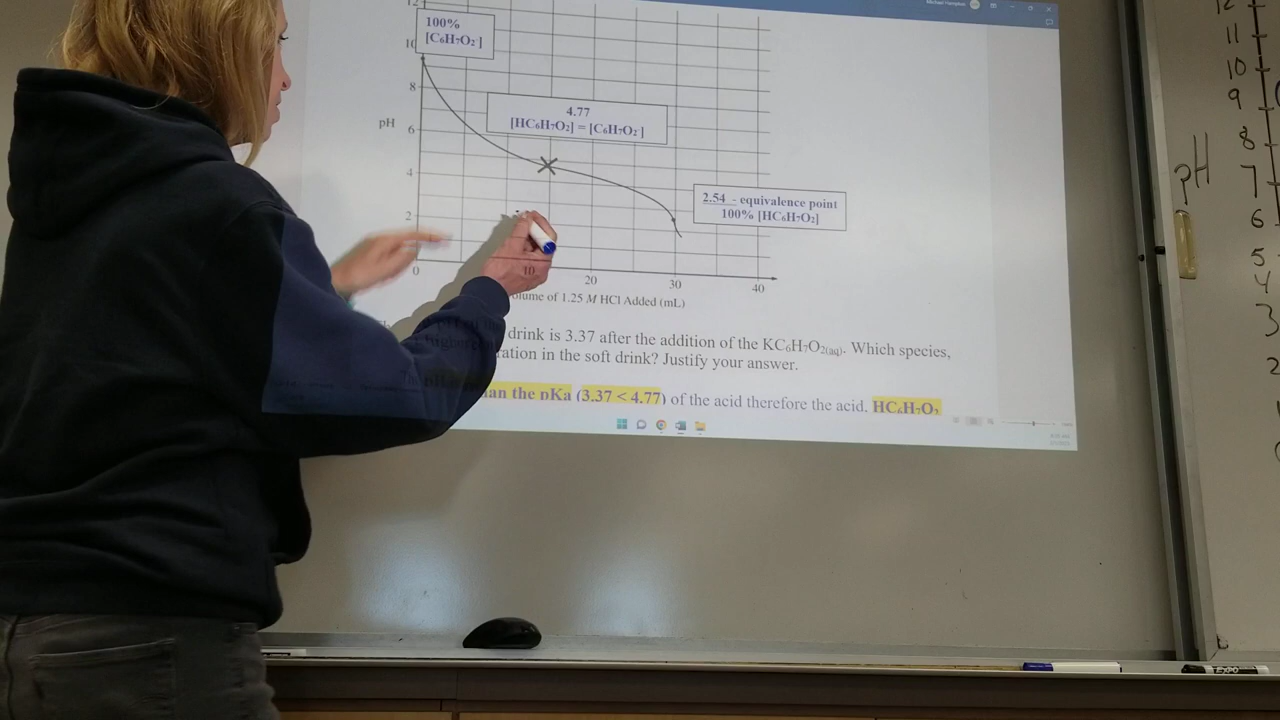 Michael Hampton
12
100%
[C₆H₇O₂⁻]
10
8
4.77
[HC₆H₇O₂] = [C₆H₇O₂⁻]
pH
6
4
2.54 - equivalence point
100% [HC₆H₇O₂]
2
0
10
20
30
40
olume of 1.25 M HCl Added (mL)
drink is 3.37 after the addition of the KC₆H₇O₂(aq). Which species,
ration in the soft drink? Justify your answer.
an the pKa (3.37 < 4.77) of the acid therefore the acid, HC₆H₇O₂
12
11
10
9
8
pH
7
6
5
4
3
2
EXPO